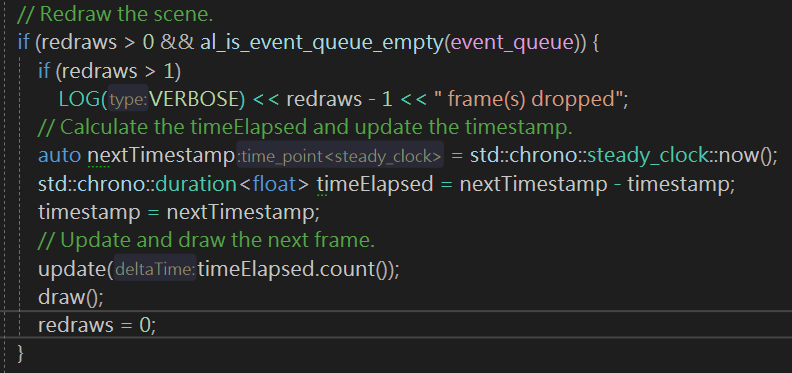 // Redraw the scene.
if (redraws > 0 && al_is_event_queue_empty(event_queue)) {
if (redraws > 1)
LOG(type:VERBOSE) << redraws - 1 << " frame(s) dropped";
// Calculate the timeElapsed and update the timestamp.
auto nextTimestamp:time_point<steady_clock> = std::chrono::steady_clock::now();
std::chrono::duration<float> timeElapsed = nextTimestamp - timestamp;
timestamp = nextTimestamp;
// Update and draw the next frame.
update(deltaTime:timeElapsed.count());
draw();
redraws = 0;
}